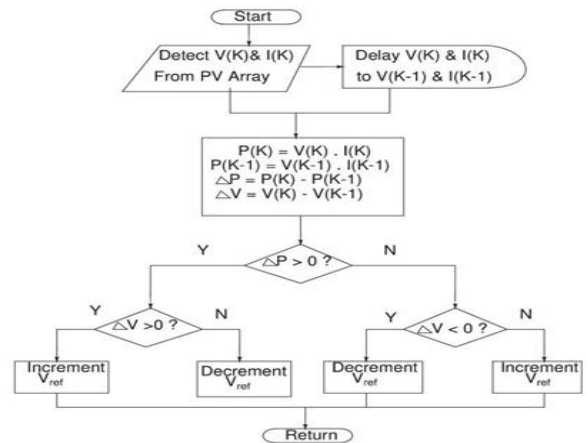 Start
Detect V(K)& I(K)
From PV Array
Delay V(K) & I(K)
to V(K-1) & I(K-1)
P(K) = V(K) . I(K)
P(K-1) = V(K-1) . I(K-1)
△P = P(K) - P(K-1)
△V = V(K) - V(K-1)
Y
△P > 0 ?
N
Y
△V >0 ?
N
Y
△V < 0 ?
N
Increment
Vref
Decrement
Vref
Decrement
Vref
Increment
Vref
Return